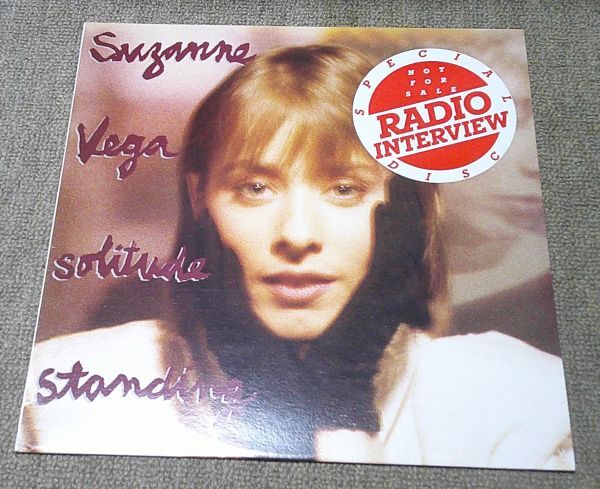 Suzanne
Vega
solitude
standing
SPECIAL
NOT
FOR
SALE
RADIO
INTERVIEW
DISC